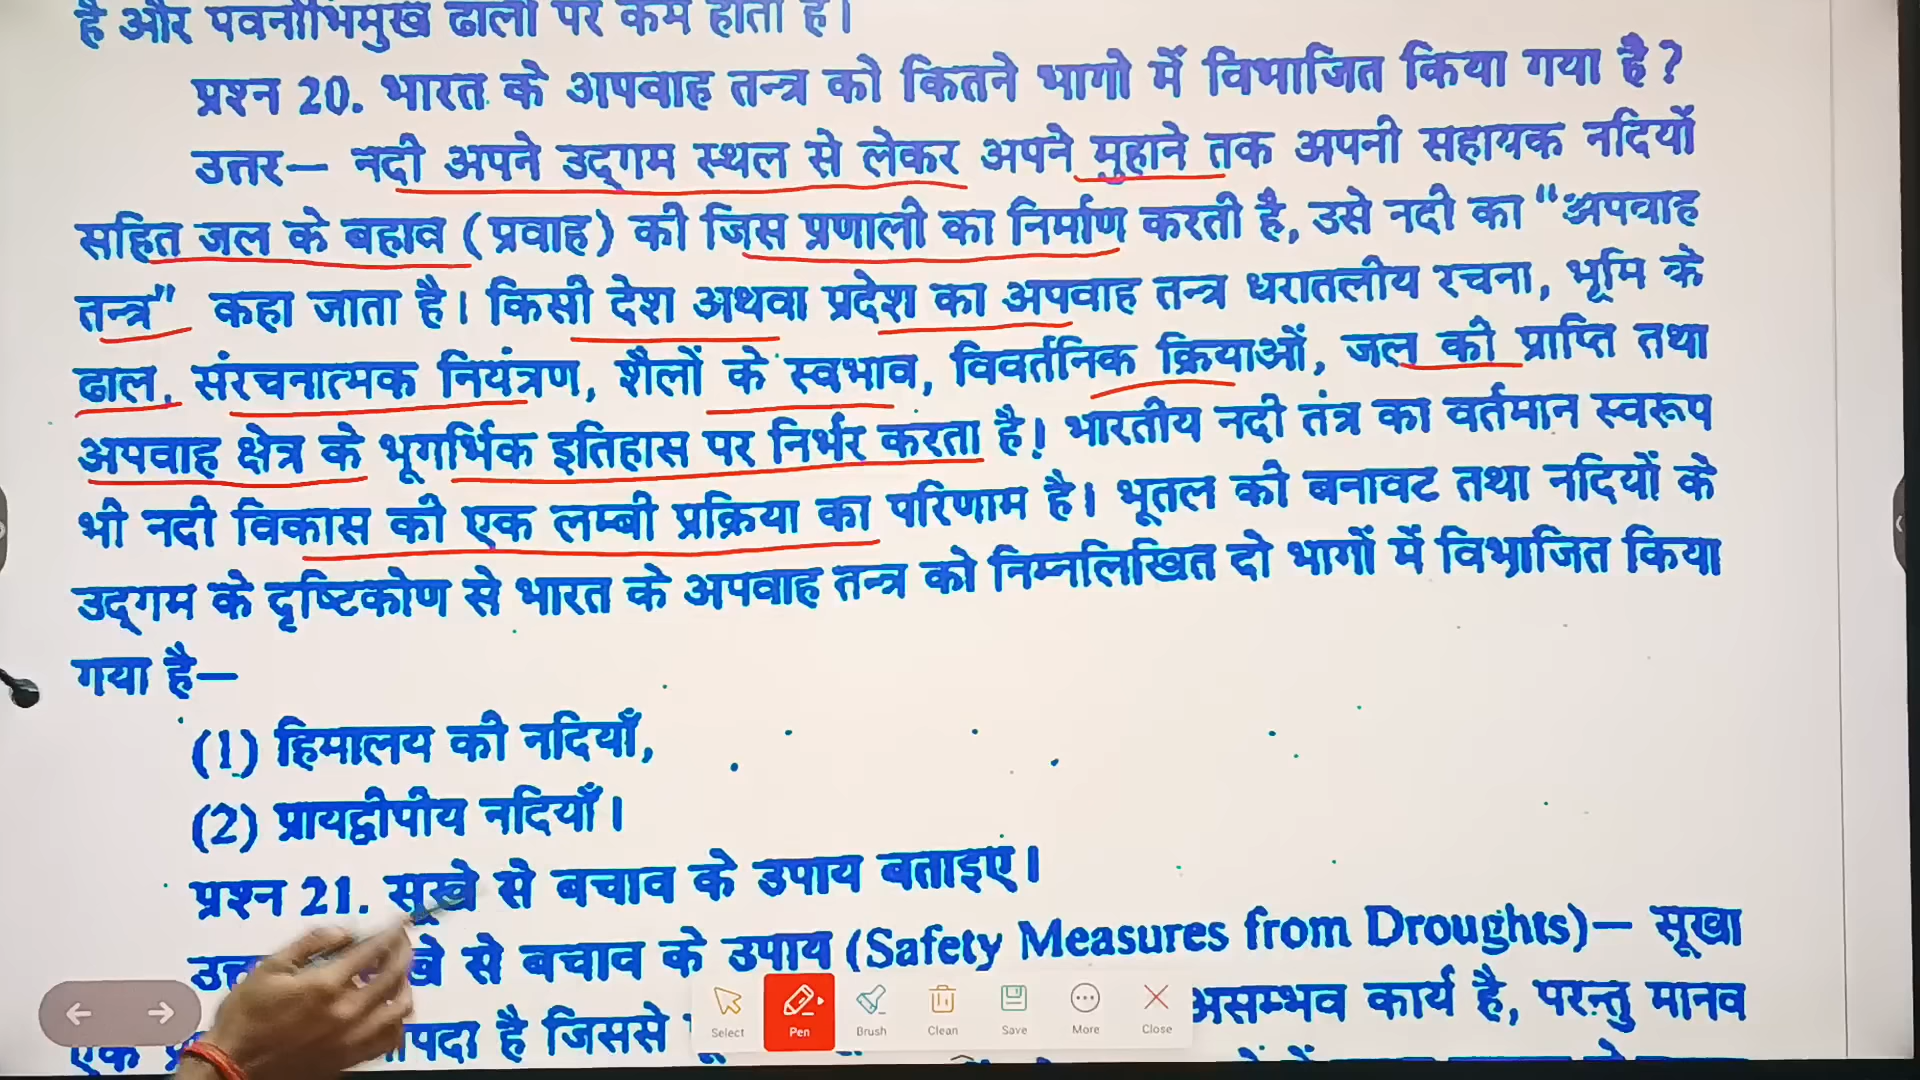 है और पवनाभिमुख ढालों पर कम होता है।
प्रश्न 20. भारत के अपवाह तन्त्र को कितने भागों में विभाजित किया गया है?
उत्तर— नदी अपने उद्गम स्थल से लेकर अपने मुहाने तक अपनी सहायक नदियों
सहित जल के बहाव (प्रवाह) की जिस प्रणाली का निर्माण करती है, उसे नदी का "अपवाह
तन्त्र" कहा जाता है। किसी देश अथवा प्रदेश का अपवाह तन्त्र धरातलीय रचना, भूमि के
ढाल, संरचनात्मक नियंत्रण, शैलों के स्वभाव, विवर्तनिक क्रियाओं, जल की प्राप्ति तथा
अपवाह क्षेत्र के भूगर्भिक इतिहास पर निर्भर करता है। भारतीय नदी तंत्र का वर्तमान स्वरूप
भी नदी विकास की एक लम्बी प्रक्रिया का परिणाम है। भूतल की बनावट तथा नदियों के
उद्गम के दृष्टिकोण से भारत के अपवाह तन्त्र को निम्नलिखित दो भागों में विभाजित किया
गया है—
(1) हिमालय की नदियाँ,
(2) प्रायद्वीपीय नदियाँ।
प्रश्न 21. सूखे से बचाव के उपाय बताइए।
से बचाव के उपाय (Safety Measures from Droughts)— सूखा
एक है जिससे असम्भव कार्य है, परन्तु मानव
Select Pen Brush Clean Save More Close